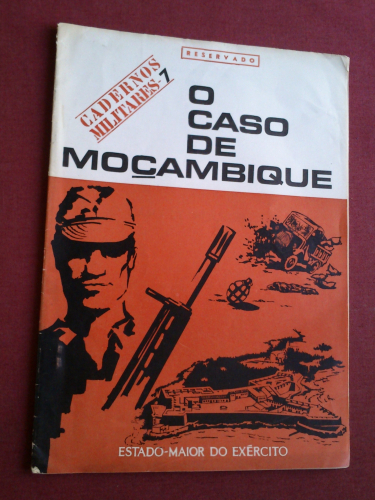 RESERVADO
CADERNOS
MILITARES-7
O
CASO
DE
MOÇAMBIQUE
ESTADO-MAIOR DO EXÉRCITO